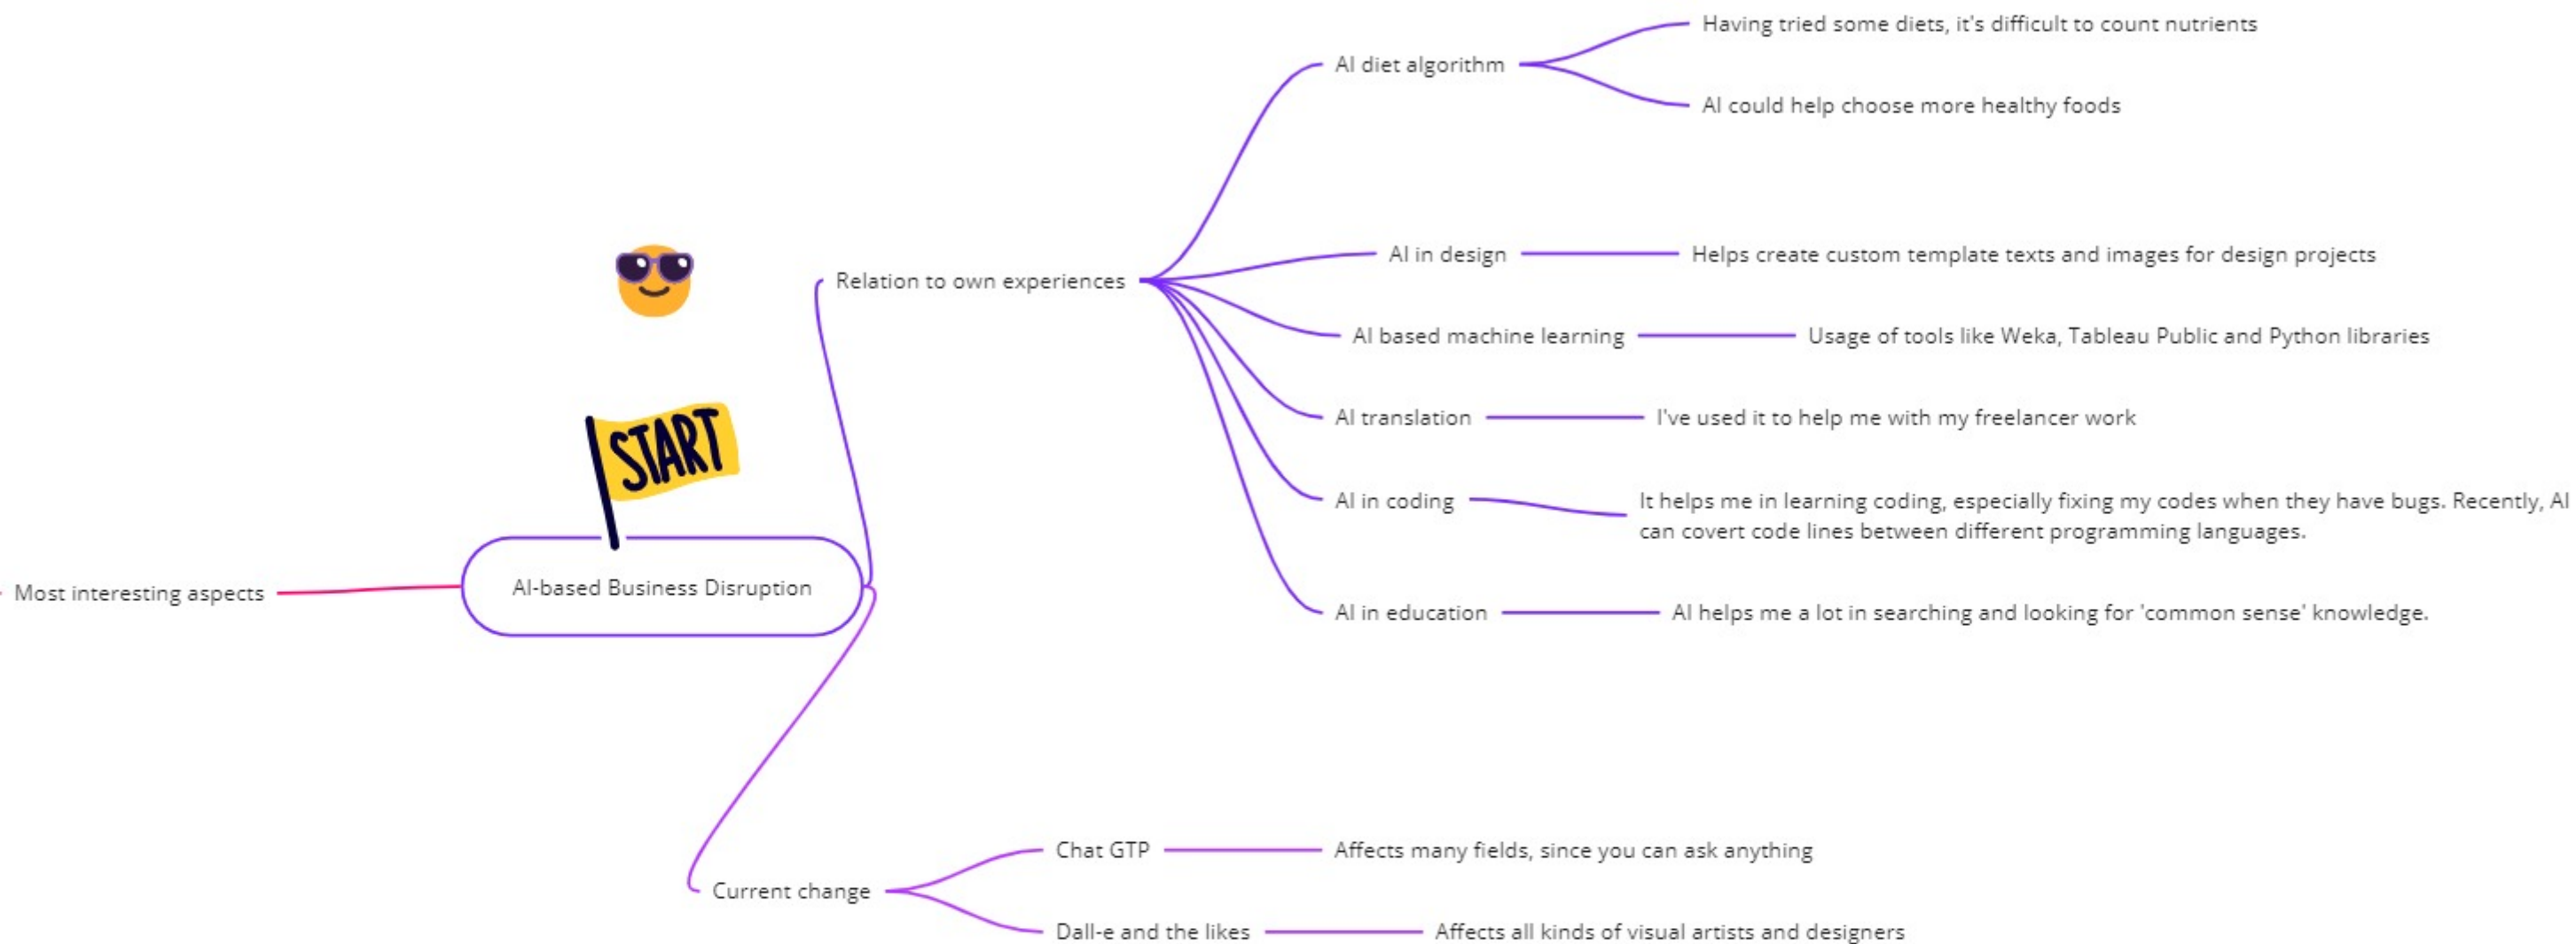 Having tried some diets, it's difficult to count nutrients
AI diet algorithm
AI could help choose more healthy foods
AI in design
Helps create custom template texts and images for design projects
Relation to own experiences
AI based machine learning
Usage of tools like Weka, Tableau Public and Python libraries
AI translation
I've used it to help me with my freelancer work
START
AI in coding
It helps me in learning coding, especially fixing my codes when they have bugs. Recently, AI
can covert code lines between different programming languages.
Most interesting aspects
AI-based Business Disruption
AI in education
AI helps me a lot in searching and looking for 'common sense' knowledge.
Chat GTP
Affects many fields, since you can ask anything
Current change
Dall-e and the likes
Affects all kinds of visual artists and designers